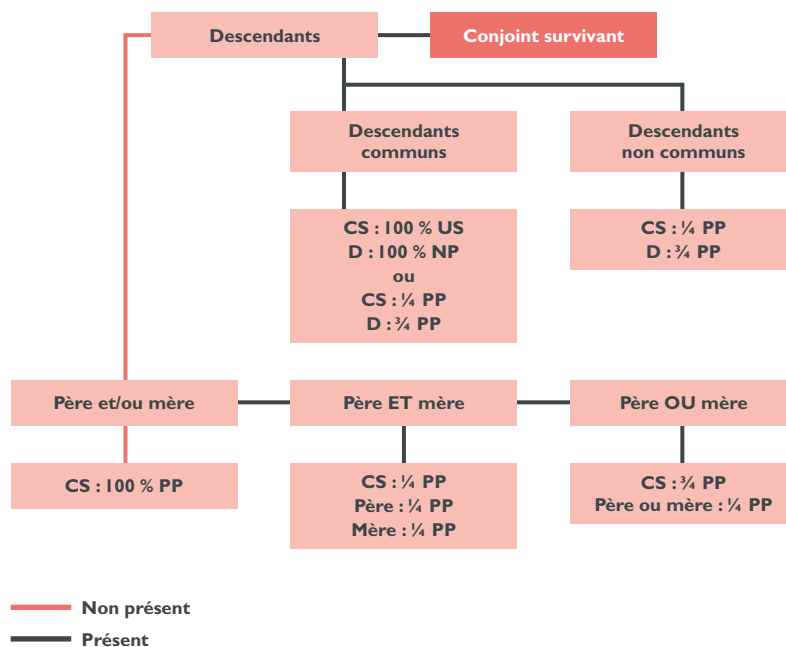 Descendants
Conjoint survivant
Descendants
communs
Descendants
non communs
CS : 100 % US
D : 100 % NP
ou
CS : ¼ PP
D : ¾ PP
CS : ¼ PP
D : ¾ PP
Père et/ou mère
Père ET mère
Père OU mère
CS : 100 % PP
CS : ¼ PP
Père : ¼ PP
Mère : ¼ PP
CS : ¾ PP
Père ou mère : ¼ PP
Non présent
Présent